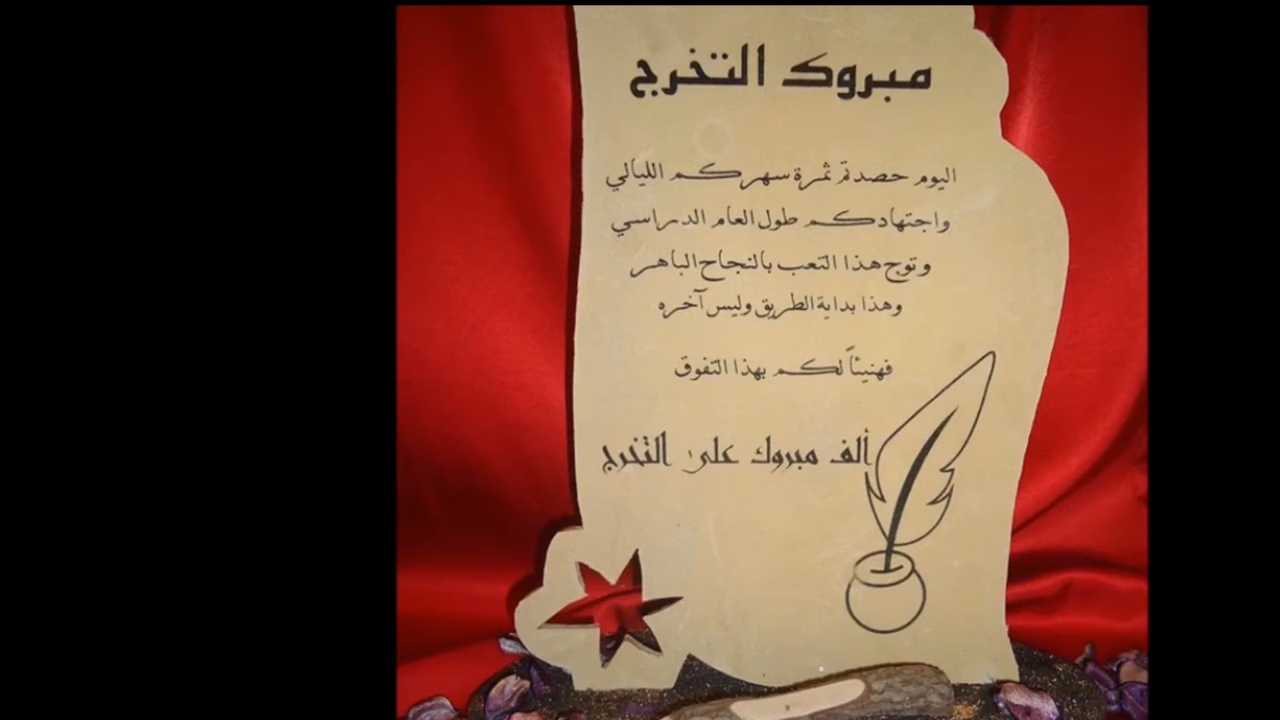 مبروك التخرج
اليوم حصدتم ثمرة سهركم الليالي
واجتهادكم طول العام الدراسي
وتوج هذا التعب بالنجاح الباهر
وهذا بداية الطريق وليس آخره
فهنيئاً لكم بهذا التفوق
ألف مبروك على التخرج